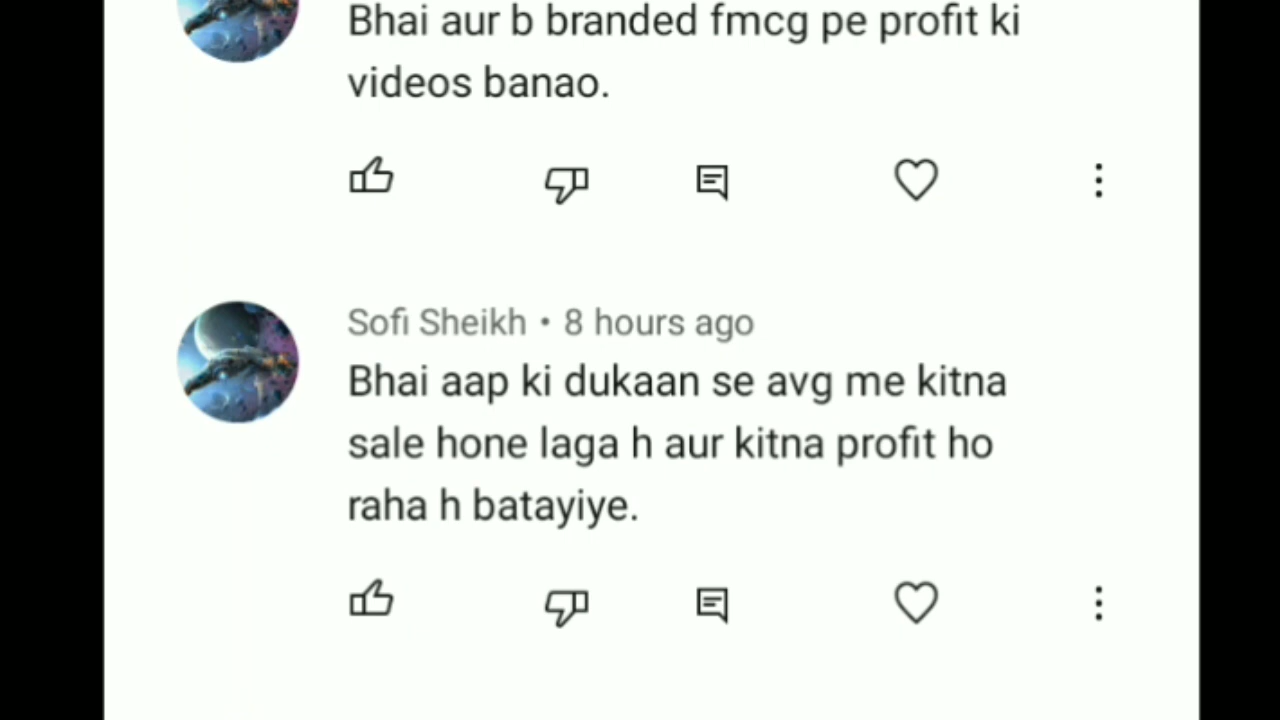 Bhai aur b branded fmcg pe profit ki
videos banao.
Sofi Sheikh • 8 hours ago
Bhai aap ki dukaan se avg me kitna
sale hone laga h aur kitna profit ho
raha h batayiye.